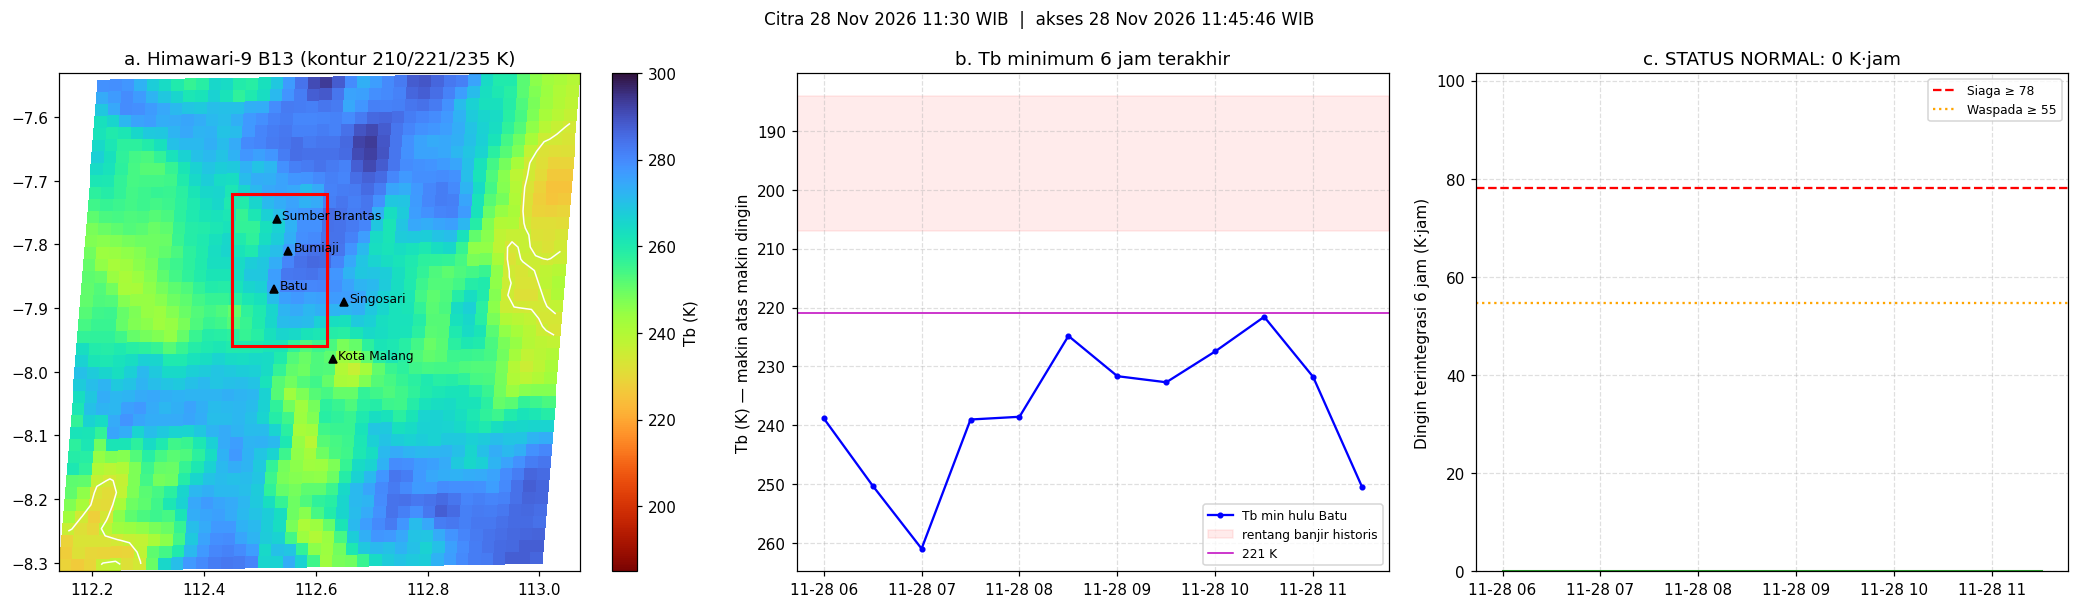 Citra 28 Nov 2026 11:30 WIB | akses 28 Nov 2026 11:45:46 WIB
a. Himawari-9 B13 (kontur 210/221/235 K)
−7.6
−7.7
−7.8
−7.9
−8.0
−8.1
−8.2
−8.3
112.2
112.4
112.6
112.8
113.0
Sumber Brantas
Bumiaji
Batu
Singosari
Kota Malang
300
280
260
240
220
200
Tb (K)
b. Tb minimum 6 jam terakhir
Tb (K) — makin atas makin dingin
190
200
210
220
230
240
250
260
11-28 06
11-28 07
11-28 08
11-28 09
11-28 10
11-28 11
Tb min hulu Batu
rentang banjir historis
221 K
c. STATUS NORMAL: 0 K·jam
Dingin terintegrasi 6 jam (K·jam)
100
80
60
40
20
0
11-28 06
11-28 07
11-28 08
11-28 09
11-28 10
11-28 11
Siaga ≥ 78
Waspada ≥ 55